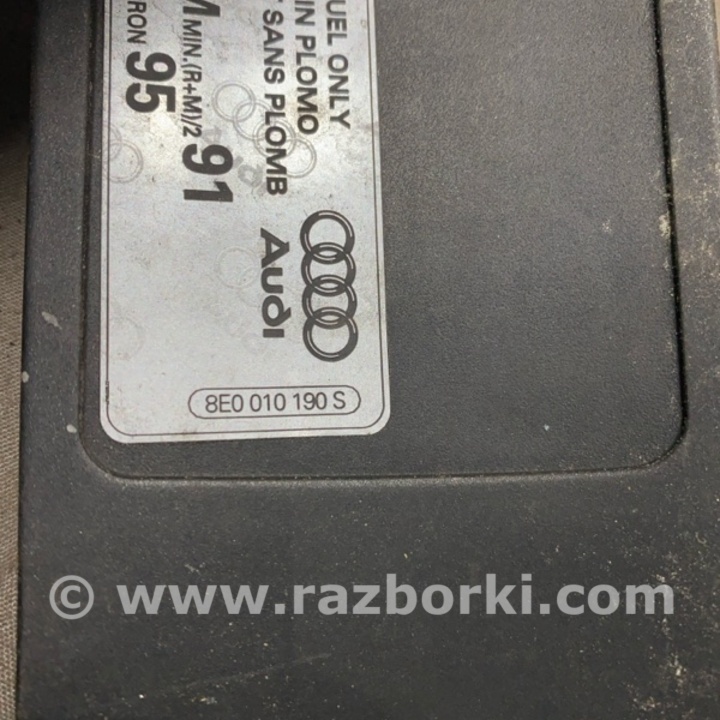 UEL ONLY
IN PLOMO
SANS PLOMB
MIN.(R+M)/2 91
RON 95
Audi
8E0 010 190 S
© www.razborki.com